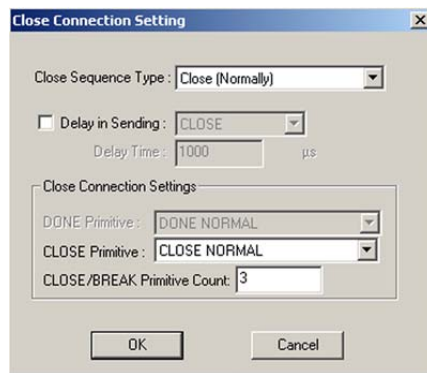 Close Connection Setting
Close Sequence Type : Close (Normally)
Delay in Sending : CLOSE
Delay Time : 1000 µs
Close Connection Settings
DONE Primitive : DONE NORMAL
CLOSE Primitive : CLOSE NORMAL
CLOSE/BREAK Primitive Count: 3
OK Cancel